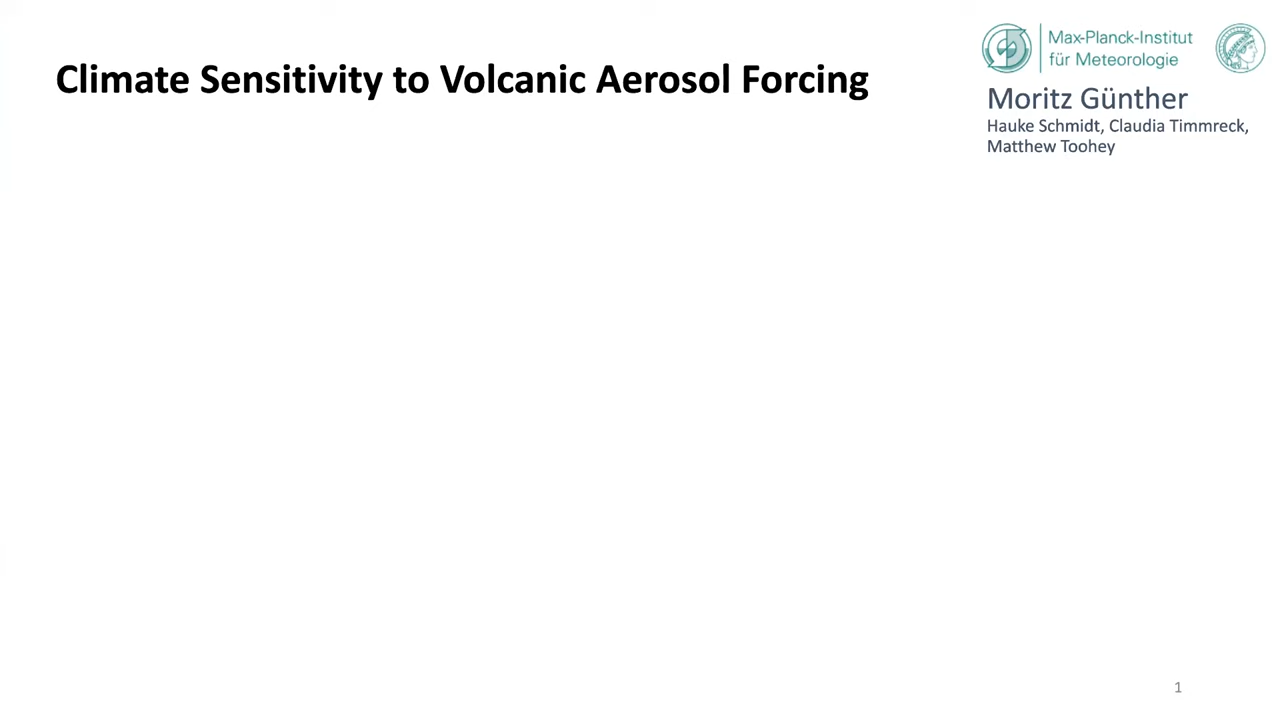 Climate Sensitivity to Volcanic Aerosol Forcing
Max-Planck-Institut
für Meteorologie
Moritz Günther
Hauke Schmidt, Claudia Timmreck,
Matthew Toohey
1